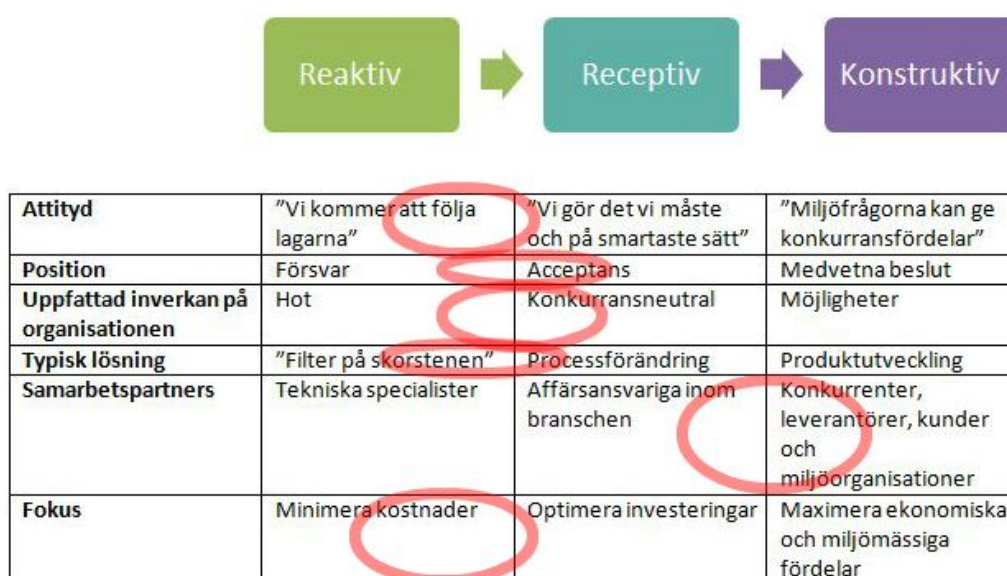 Reaktiv
Receptiv
Konstruktiv
Attityd
"Vi kommer att följa
lagarna"
"Vi gör det vi måste
och på smartaste sätt"
"Miljöfrågorna kan ge
konkurransfördelar"
Position
Försvar
Acceptans
Medvetna beslut
Uppfattad inverkan på
organisationen
Hot
Konkurransneutral
Möjligheter
Typisk lösning
"Filter på skorstenen"
Processförändring
Produktutveckling
Samarbetspartners
Tekniska specialister
Affärsansvariga inom
branschen
Konkurrenter,
leverantörer, kunder
och
miljöorganisationer
Fokus
Minimera kostnader
Optimera investeringar
Maximera ekonomiska
och miljömässiga
fördelar